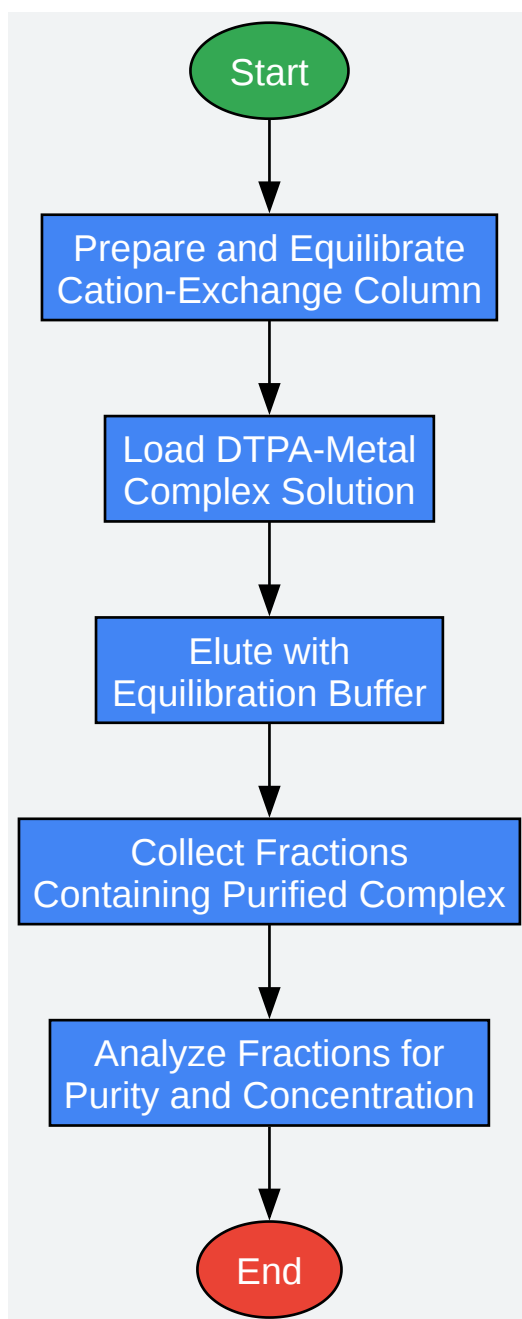 Start
Prepare and Equilibrate
Cation-Exchange Column
Load DTPA-Metal
Complex Solution
Elute with
Equilibration Buffer
Collect Fractions
Containing Purified Complex
Analyze Fractions for
Purity and Concentration
End